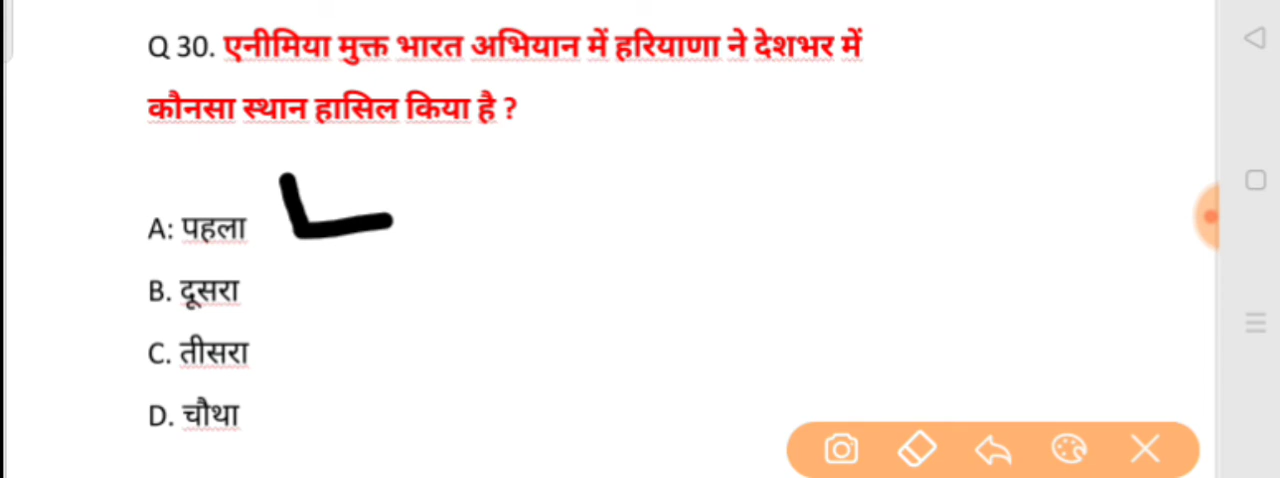 Q 30. एनीमिया मुक्त भारत अभियान में हरियाणा ने देशभर में
कौनसा स्थान हासिल किया है ?
A: पहला
B. दूसरा
C. तीसरा
D. चौथा